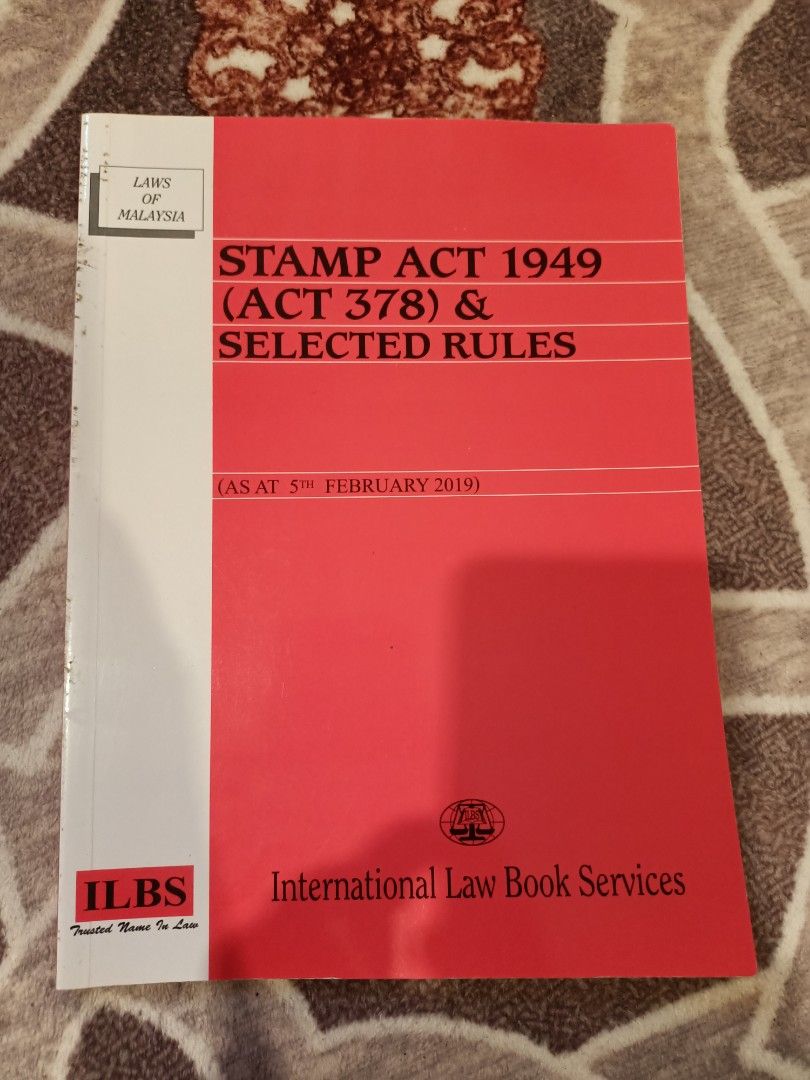 LAWS
OF
MALAYSIA
STAMP ACT 1949
(ACT 378) &
SELECTED RULES
(AS AT 5TH FEBRUARY 2019)
ILBS
International Law Book Services
ILBS
Trusted Name In Law